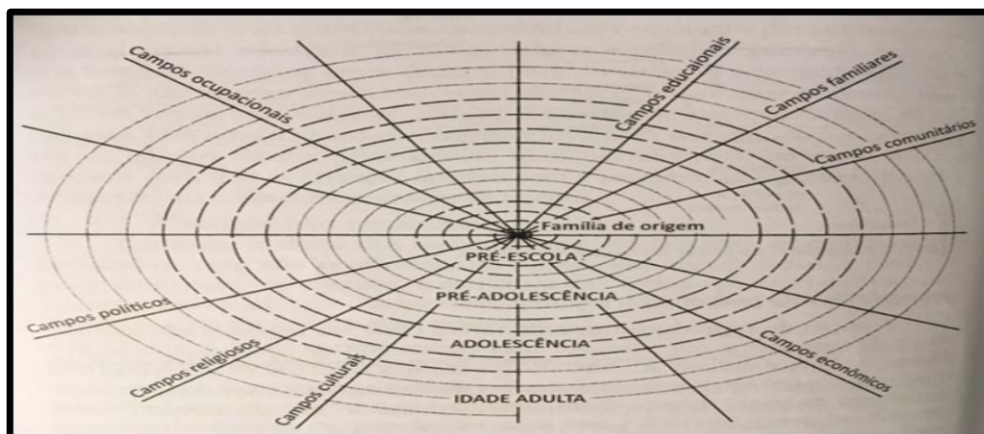 Campos ocupacionais
Campos educaionais
Campos familiares
Campos comunitários
Família de origem
PRÉ-ESCOLA
PRÉ-ADOLESCÊNCIA
ADOLESCÊNCIA
IDADE ADULTA
Campos políticos
Campos religiosos
Campos culturais
Campos econômicos